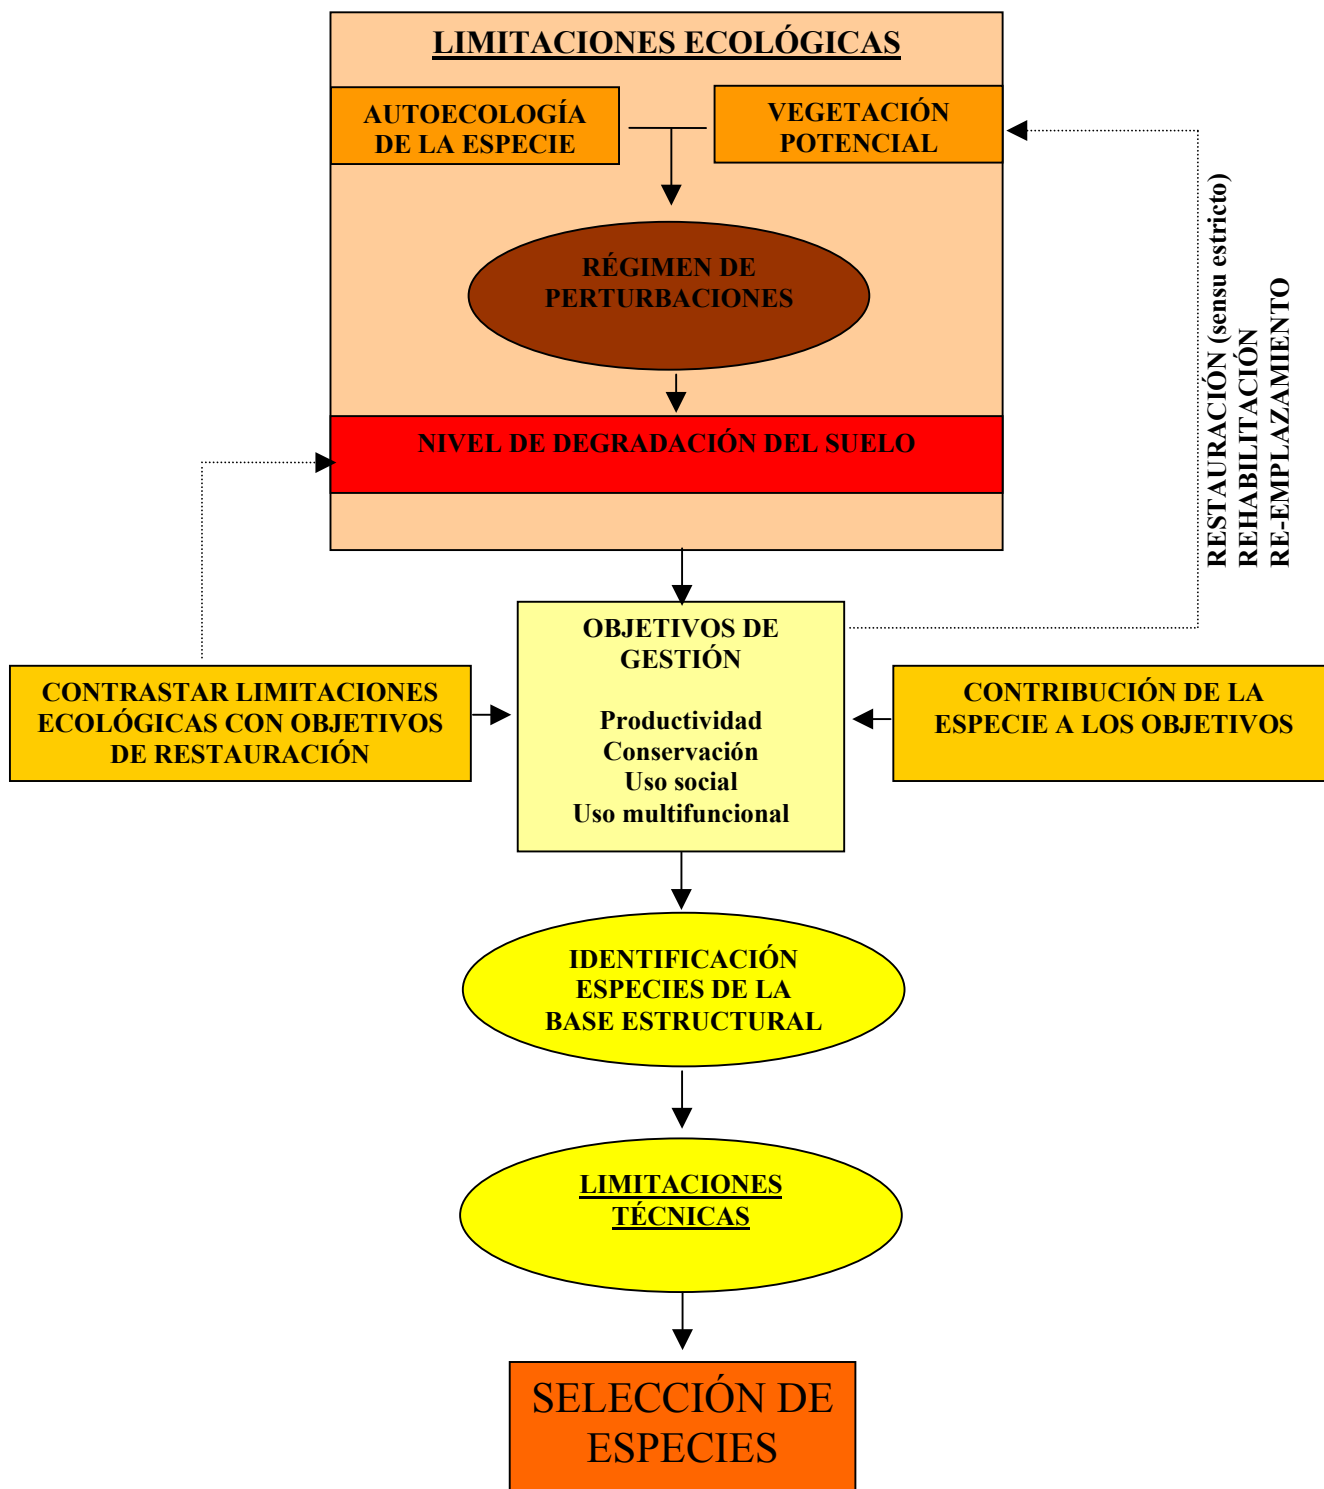 LIMITACIONES ECOLÓGICAS
AUTOECOLOGÍA
DE LA ESPECIE
VEGETACIÓN
POTENCIAL
RÉGIMEN DE
PERTURBACIONES
NIVEL DE DEGRADACIÓN DEL SUELO
RESTAURACIÓN (sensu estricto)
REHABILITACIÓN
RE-EMPLAZAMIENTO
OBJETIVOS DE
GESTIÓN
Productividad
Conservación
Uso social
Uso multifuncional
CONTRASTAR LIMITACIONES
ECOLÓGICAS CON OBJETIVOS
DE RESTAURACIÓN
CONTRIBUCIÓN DE LA
ESPECIE A LOS OBJETIVOS
IDENTIFICACIÓN
ESPECIES DE LA
BASE ESTRUCTURAL
LIMITACIONES
TÉCNICAS
SELECCIÓN DE
ESPECIES